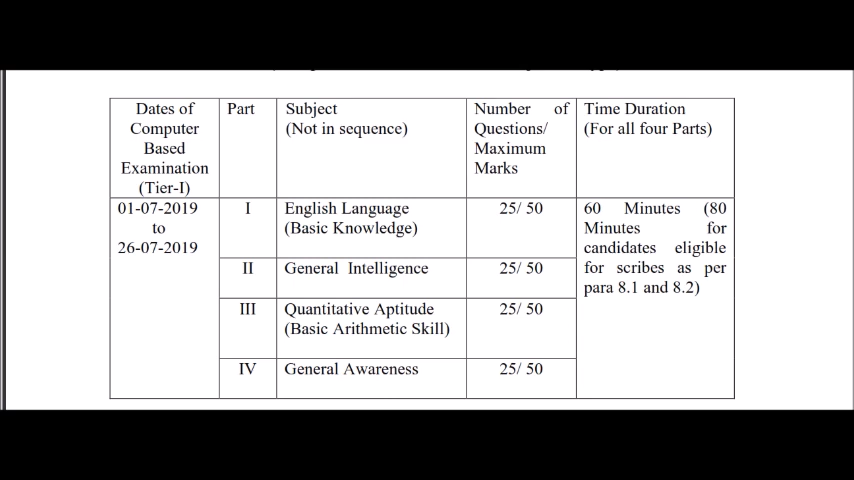 Dates of Computer Based Examination (Tier-I)
Part
Subject
(Not in sequence)
Number of Questions/ Maximum Marks
Time Duration
(For all four Parts)
01-07-2019
to
26-07-2019
I
English Language
(Basic Knowledge)
25/ 50
60 Minutes (80
Minutes for
candidates eligible
for scribes as per
para 8.1 and 8.2)
II
General Intelligence
25/ 50
III
Quantitative Aptitude
(Basic Arithmetic Skill)
25/ 50
IV
General Awareness
25/ 50